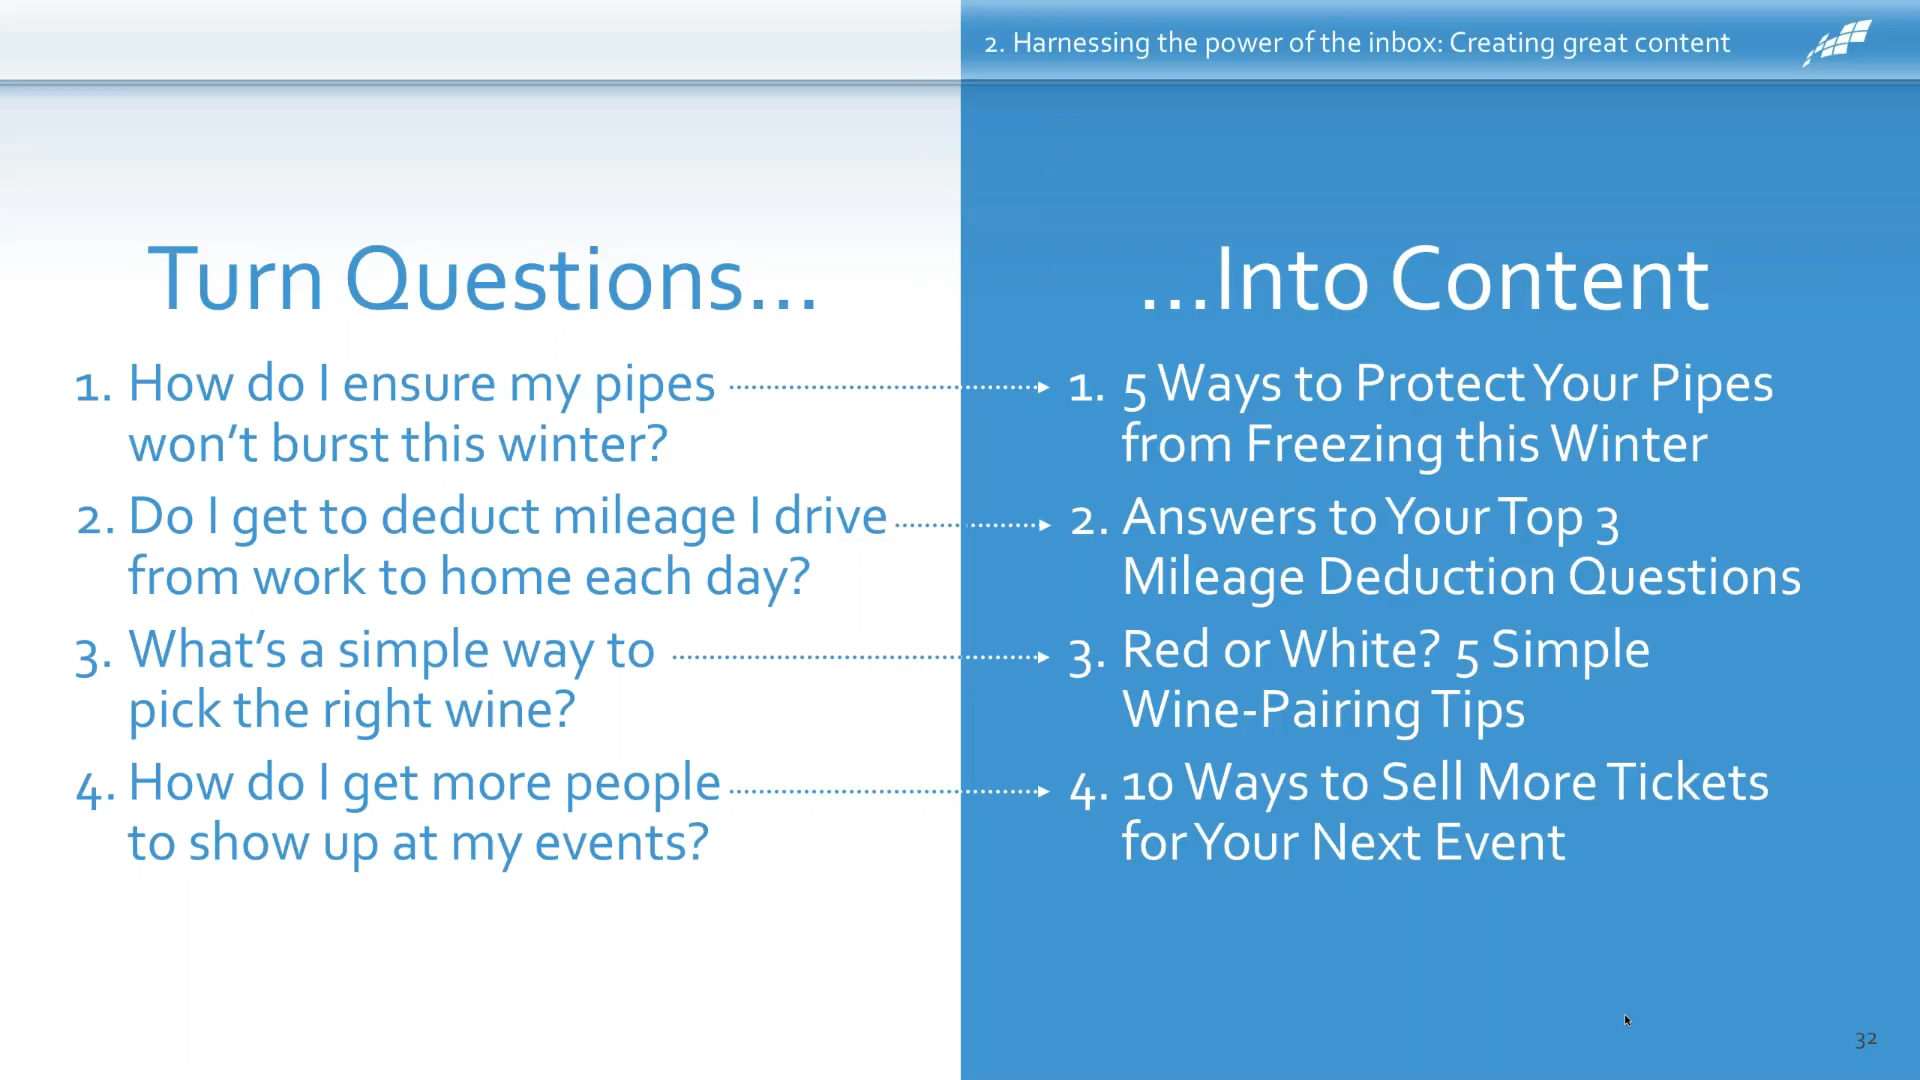 2. Harnessing the power of the inbox: Creating great content
Turn Questions...
1. How do I ensure my pipes
won’t burst this winter?
2. Do I get to deduct mileage I drive
from work to home each day?
3. What’s a simple way to
pick the right wine?
4. How do I get more people
to show up at my events?
...Into Content
1. 5 Ways to Protect Your Pipes
from Freezing this Winter
2. Answers to Your Top 3
Mileage Deduction Questions
3. Red or White? 5 Simple
Wine-Pairing Tips
4. 10 Ways to Sell More Tickets
for Your Next Event
32